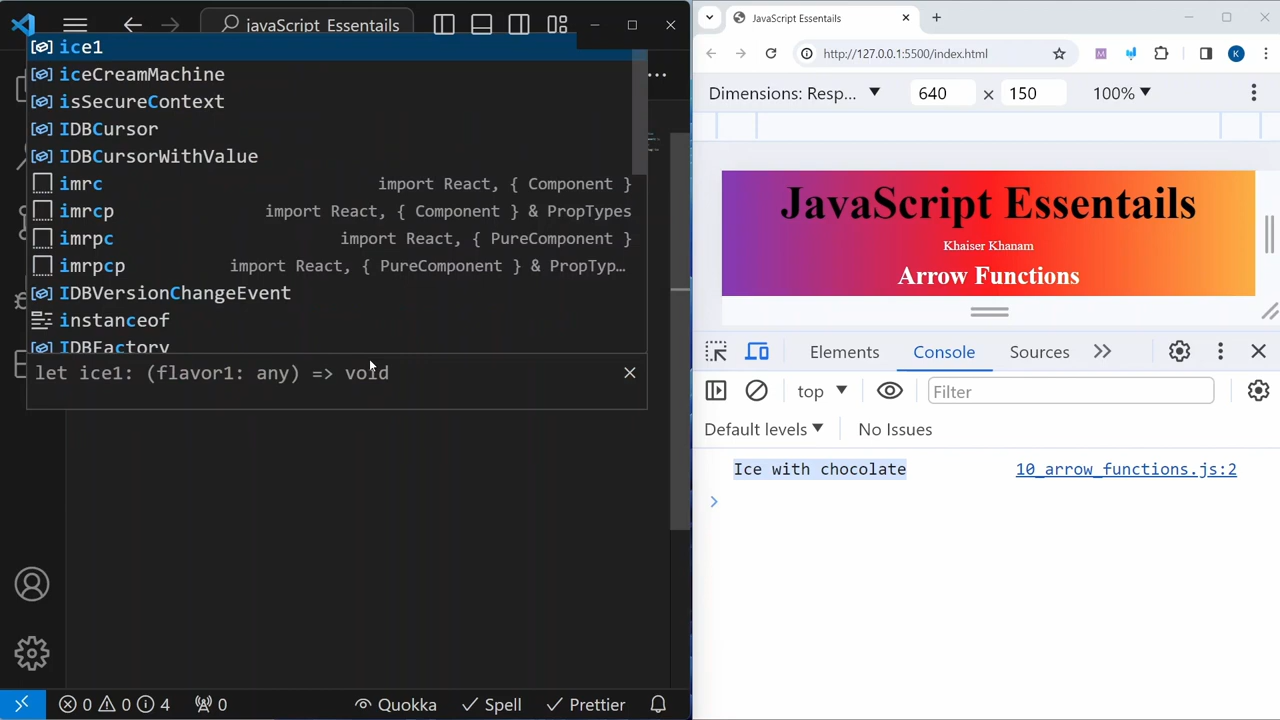 javaScript_Essentails
ice1
iceCreamMachine
isSecureContext
IDBCursor
IDBCursorWithValue
imrc import React, { Component }
imrcp import React, { Component } & PropTypes
imrpc import React, { PureComponent }
imrpcp import React, { PureComponent } & PropTyp…
IDBVersionChangeEvent
instanceof
IDBFactory
let ice1: (flavor1: any) => void
0 0 4 0 Quokka Spell Prettier
JavaScript Essentails
http://127.0.0.1:5500/index.html
K
Dimensions: Resp... 640 × 150 100%
JavaScript Essentails
Khaiser Khanam
Arrow Functions
Elements Console Sources
top Filter
Default levels No Issues
Ice with chocolate 10_arrow_functions.js:2